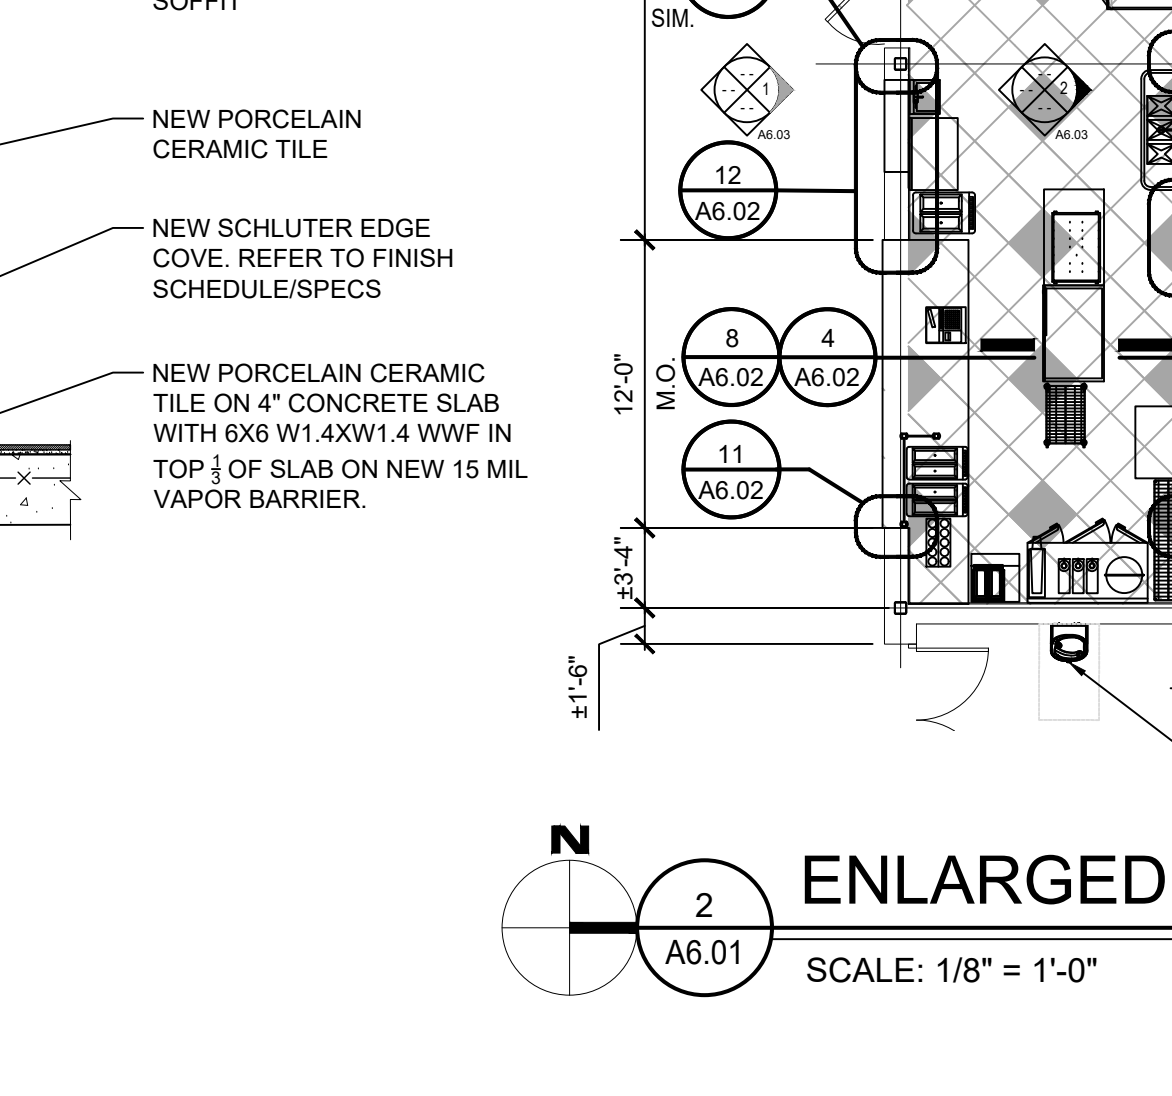 SOFFIT
NEW PORCELAIN
CERAMIC TILE
NEW SCHLUTER EDGE
COVE. REFER TO FINISH
SCHEDULE/SPECS
NEW PORCELAIN CERAMIC
TILE ON 4" CONCRETE SLAB
WITH 6X6 W1.4XW1.4 WWF IN
TOP 1/3 OF SLAB ON NEW 15 MIL
VAPOR BARRIER.
SIM.
1
A6.03
2
A6.03
12
A6.02
8
A6.02
4
A6.02
12'-0"
M.O.
11
A6.02
±3'-4"
±1'-6"
N
2
A6.01
ENLARGED
SCALE: 1/8" = 1'-0"